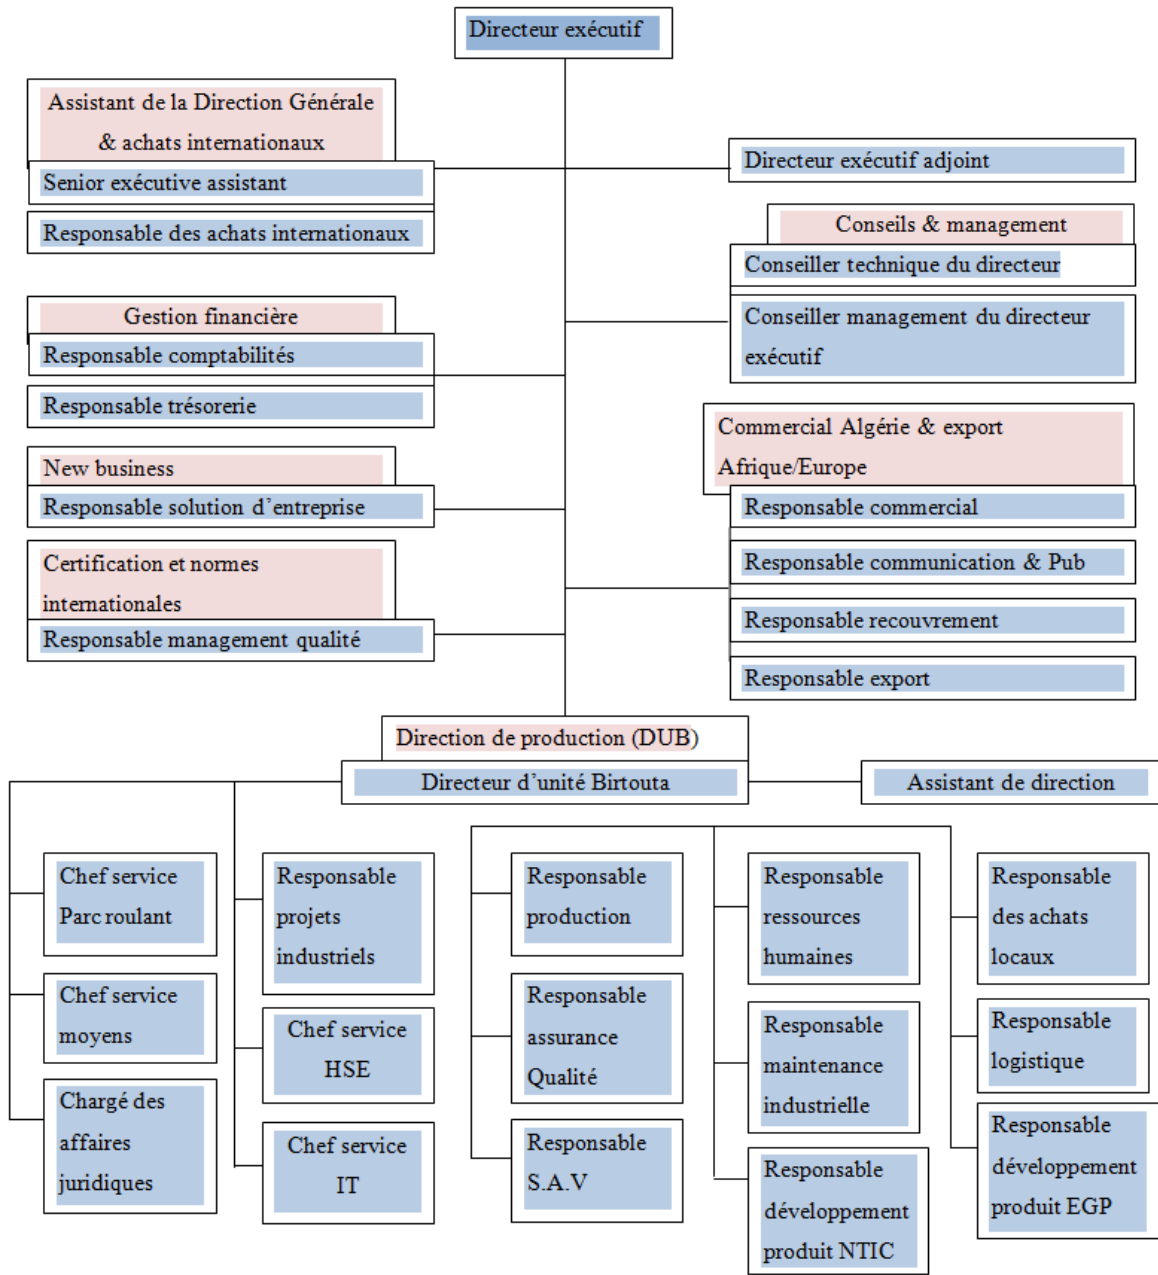 Directeur exécutif
Assistant de la Direction Générale
& achats internationaux
Senior exécutive assistant
Responsable des achats internationaux
Directeur exécutif adjoint
Conseils & management
Conseiller technique du directeur
Conseiller management du directeur
exécutif
Gestion financière
Responsable comptabilités
Responsable trésorerie
Commercial Algérie & export
Afrique/Europe
Responsable commercial
Responsable communication & Pub
Responsable recouvrement
Responsable export
New business
Responsable solution d'entreprise
Certification et normes
internationales
Responsable management qualité
Direction de production (DUB)
Directeur d'unité Birtouta
Assistant de direction
Chef service
Parc roulant
Chef service
moyens
Chargé des
affaires
juridiques
Responsable
projets
industriels
Chef service
HSE
Chef service
IT
Responsable
production
Responsable
assurance
Qualité
Responsable
S.A.V
Responsable
ressources
humaines
Responsable
maintenance
industrielle
Responsable
développement
produit NTIC
Responsable
des achats
locaux
Responsable
logistique
Responsable
développement
produit EGP